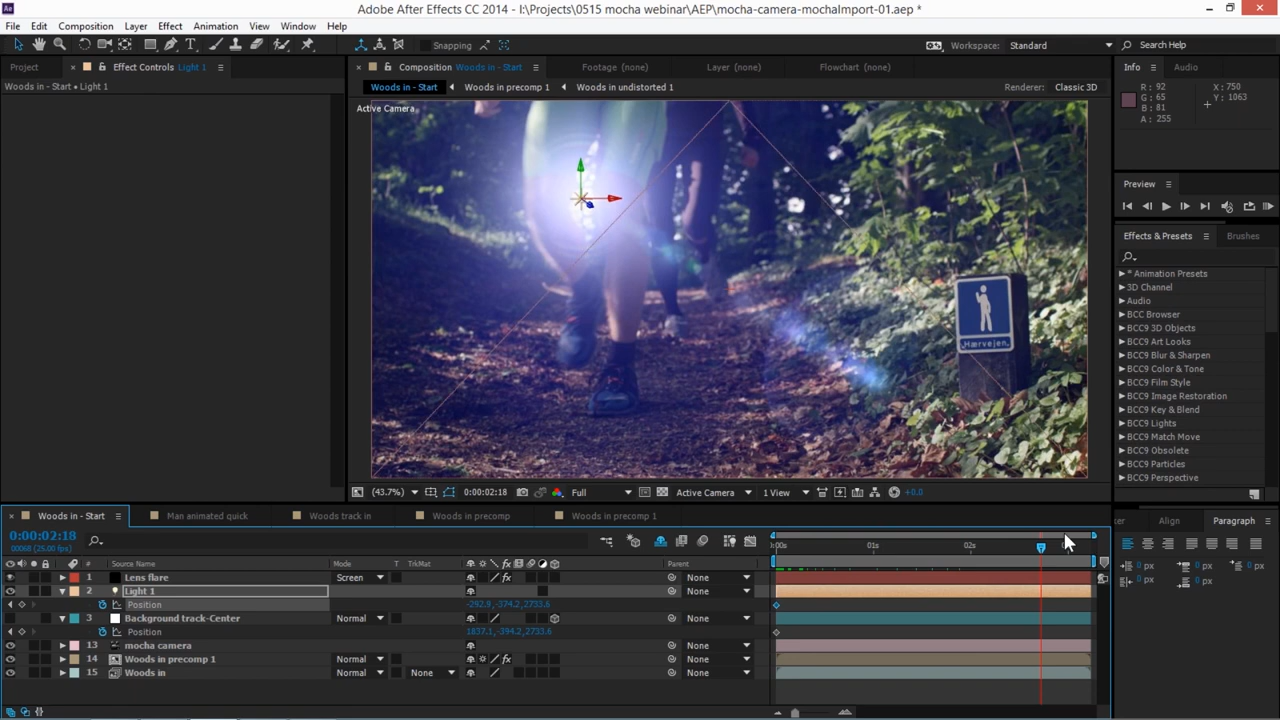 Adobe After Effects CC 2014 - I:\Projects\0515 mocha webinar\AEP\mocha-camera-mochaImport-01.aep *
File Edit Composition Layer Effect Animation View Window Help
Snapping Workspace: Standard Search Help
Project Effect Controls Light 1 Composition Woods in - Start Footage (none) Layer (none) Flowchart (none) Info Audio
Woods in - Start • Light 1 Woods in - Start Woods in precomp 1 Woods in undistorted 1 Renderer: Classic 3D
Active Camera
R: 92 X: 750
G: 65 Y: 1063
B: 81
A: 255
Preview
Effects & Presets Brushes
* Animation Presets
3D Channel
Audio
BCC Browser
BCC9 3D Objects
BCC9 Art Looks
BCC9 Blur & Sharpen
BCC9 Color & Tone
BCC9 Film Style
BCC9 Image Restoration
BCC9 Key & Blend
BCC9 Lights
BCC9 Match Move
BCC9 Obsolete
BCC9 Particles
BCC9 Perspective
Hærvejen
(43.7%) 0:00:02:18 Full Active Camera 1 View +0.0
Woods in - Start Man animated quick Woods track in Woods in precomp Woods in precomp 1 Align Paragraph
0:00:02:18
00068 (25.00 fps)
:00s 01s 02s
# Source Name Mode T TrkMat Parent
1 Lens flare Screen None
2 Light 1 None
Position -292.9,-374.2,2733.6
3 Background track-Center Normal None
Position 1837.1,-394.2,2733.6
13 mocha camera None
14 Woods in precomp 1 Normal None
15 Woods in Normal None None
0 px 0 px 0 px
0 px 0 px